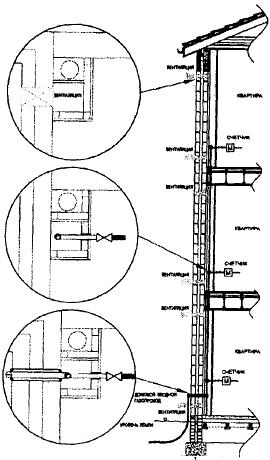 ВЕНТИЛЯЦИЯ
ВЕНТИЛЯЦИЯ
КВАРТИРА
СЧЕТЧИК
ВЕНТИЛЯЦИЯ
М
ВЕНТИЛЯЦИЯ
КВАРТИРА
СЧЕТЧИК
М
ВЕНТИЛЯЦИЯ
ВЕНТИЛЯЦИЯ
КВАРТИРА
СЧЕТЧИК
М
ДОМОВОЙ ВВОДНОЙ
ГАЗОПРОВОД
ВЕНТИЛЯЦИЯ
УРОВЕНЬ ЗЕМЛИ